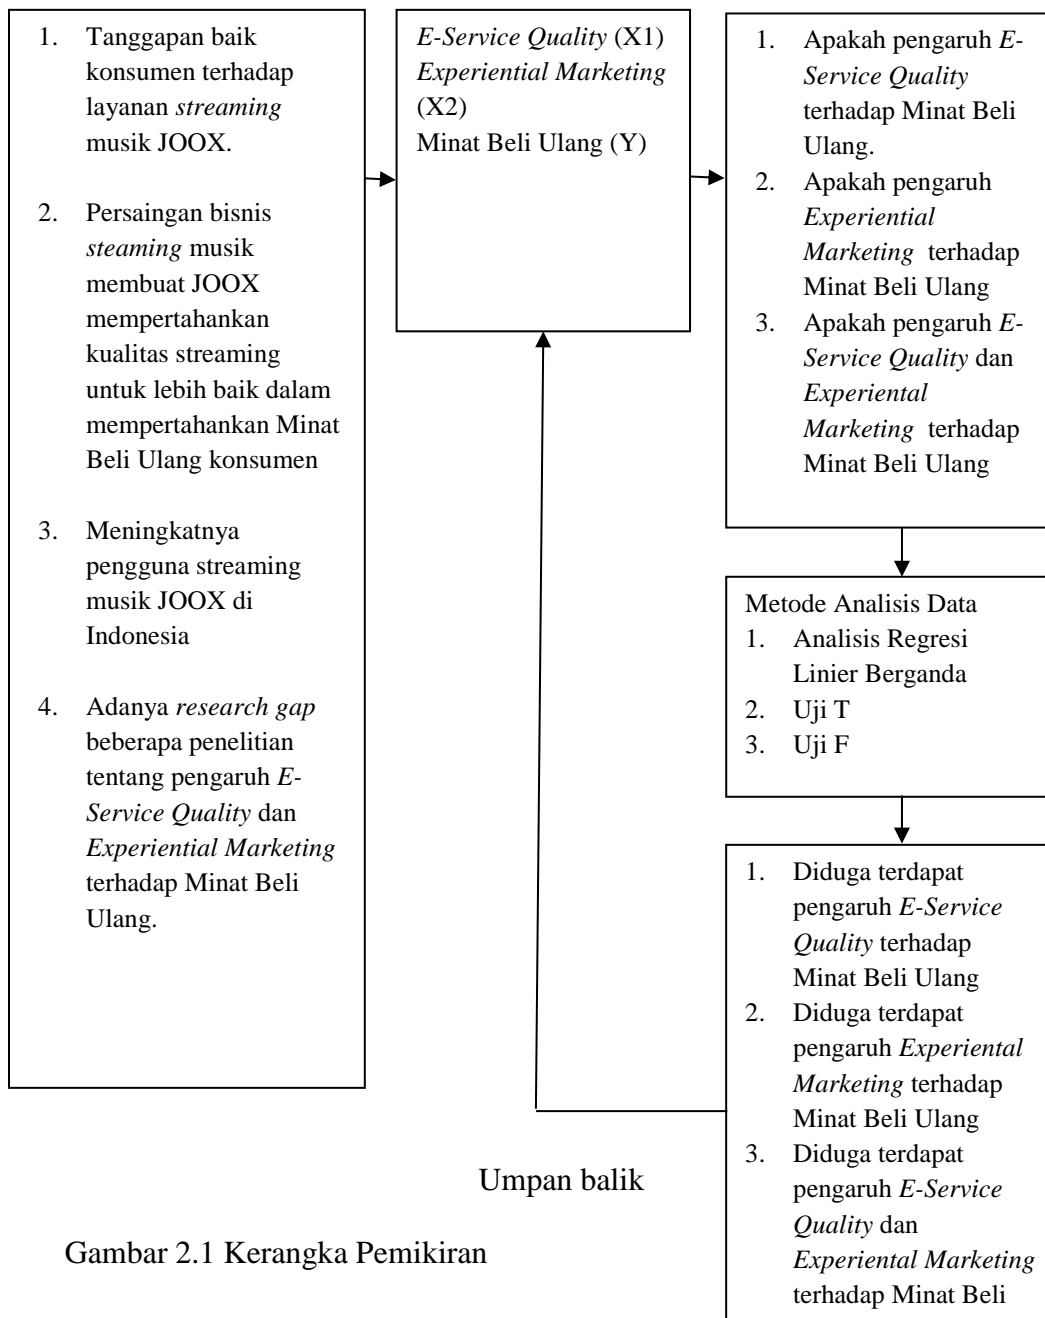 1. Tanggapan baik
konsumen terhadap
layanan streaming
musik JOOX.
2. Persaingan bisnis
steaming musik
membuat JOOX
mempertahankan
kualitas streaming
untuk lebih baik dalam
mempertahankan Minat
Beli Ulang konsumen
3. Meningkatnya
pengguna streaming
musik JOOX di
Indonesia
4. Adanya research gap
beberapa penelitian
tentang pengaruh E-
Service Quality dan
Experiential Marketing
terhadap Minat Beli
Ulang.
E-Service Quality (X1)
Experiential Marketing
(X2)
Minat Beli Ulang (Y)
1. Apakah pengaruh E-
Service Quality
terhadap Minat Beli
Ulang.
2. Apakah pengaruh
Experiential
Marketing terhadap
Minat Beli Ulang
3. Apakah pengaruh E-
Service Quality dan
Experiental
Marketing terhadap
Minat Beli Ulang
Metode Analisis Data
1. Analisis Regresi
Linier Berganda
2. Uji T
3. Uji F
1. Diduga terdapat
pengaruh E-Service
Quality terhadap
Minat Beli Ulang
2. Diduga terdapat
pengaruh Experiental
Marketing terhadap
Minat Beli Ulang
3. Diduga terdapat
pengaruh E-Service
Quality dan
Experiental Marketing
terhadap Minat Beli
Umpan balik
Gambar 2.1 Kerangka Pemikiran